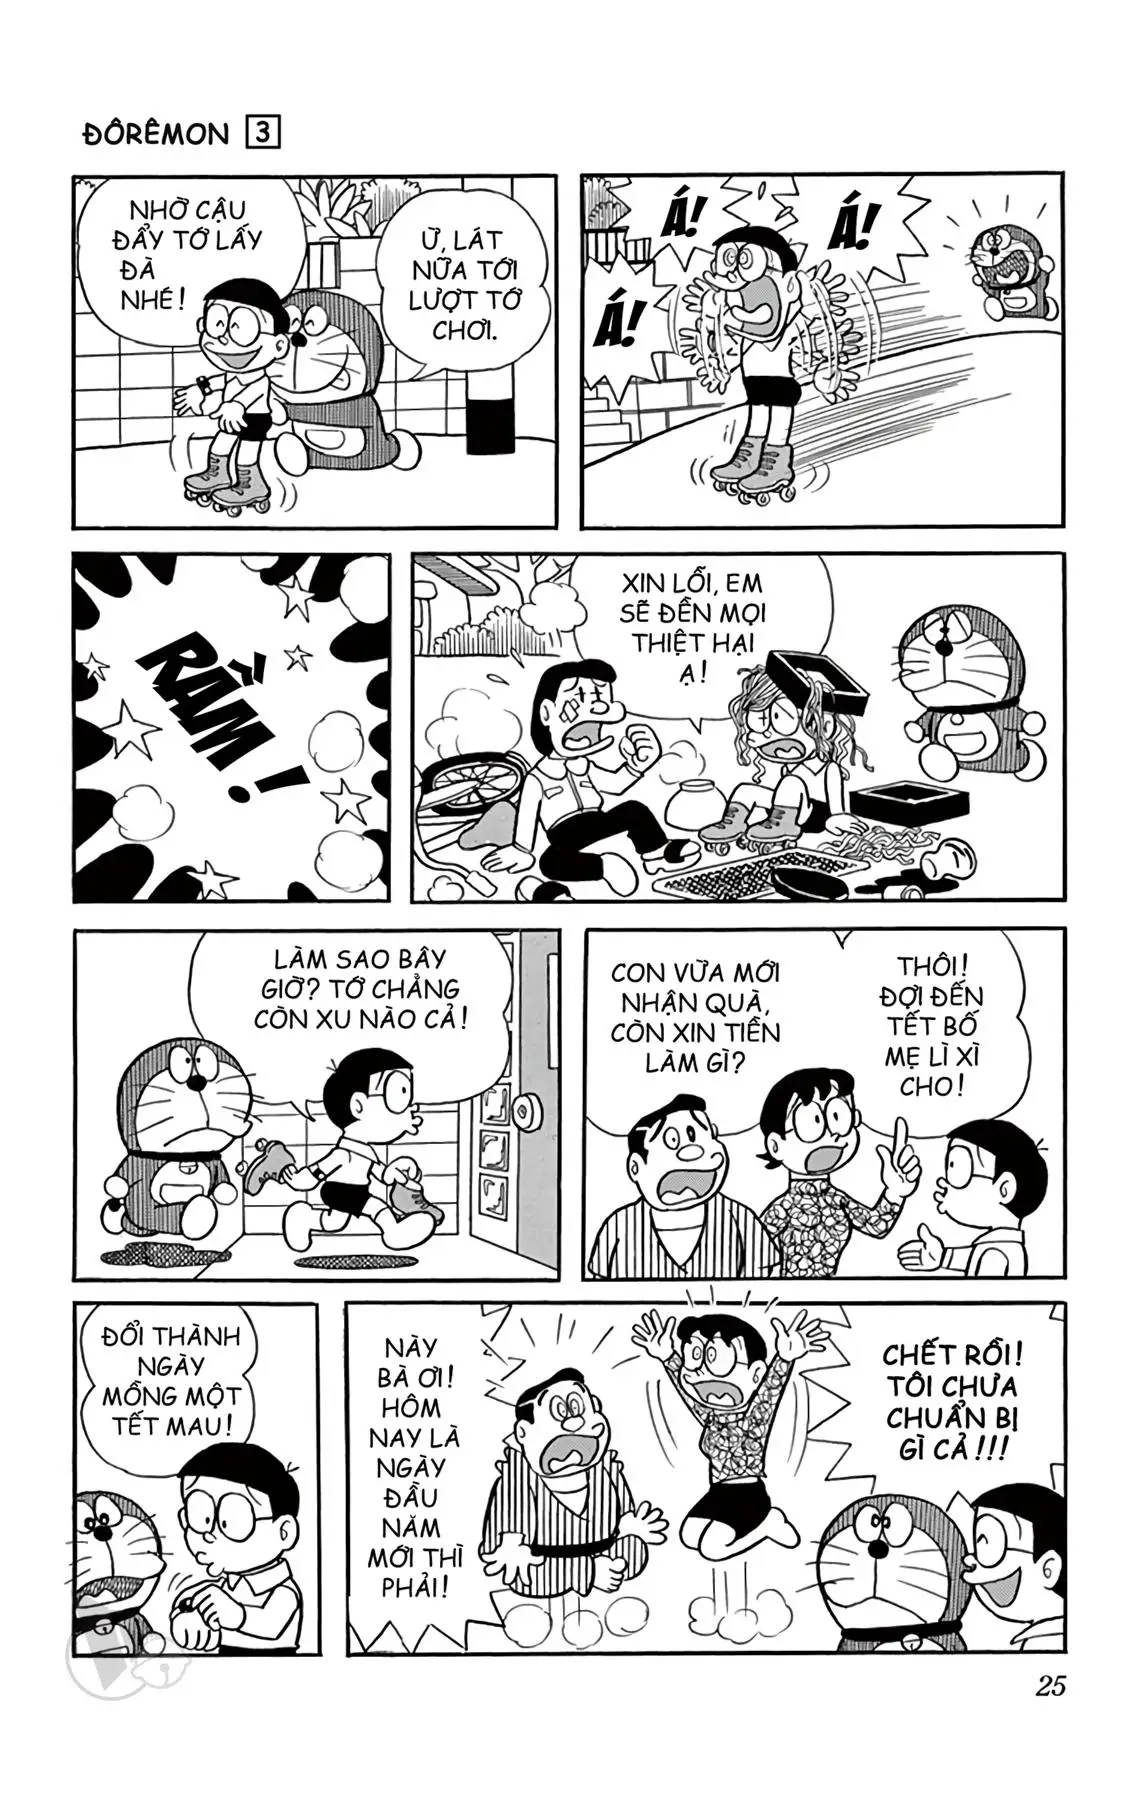 ĐÔRÊMON 3
NHỜ CẬU
ĐẨY TỚ LẤY
ĐÀ
NHÉ!
Ữ, LÁT
NỮA TỚI
LƯỢT TỚ
CHƠI.
Á!
Á!
Á!
RẦM!
XIN LỖI, EM
SẼ ĐỀN MỌI
THIỆT HẠI
Ạ!
LÀM SAO BÂY
GIỜ? TỚ CHẲNG
CÒN XU NÀO CẢ!
CON VỪA MỚI
NHẬN QUÀ,
CÒN XIN TIỀN
LÀM GÌ?
THÔI!
ĐỢI ĐẾN
TẾT BỐ
MẸ LÌ XÌ
CHO!
ĐỔI THÀNH
NGÀY
MỒNG MỘT
TẾT MAU!
NÀY
BÀ ƠI!
HÔM
NAY LÀ
NGÀY
ĐẦU
NĂM
MỚI THÌ
PHẢI!
CHẾT RỒI!
TÔI CHƯA
CHUẨN BỊ
GÌ CẢ!!!
25